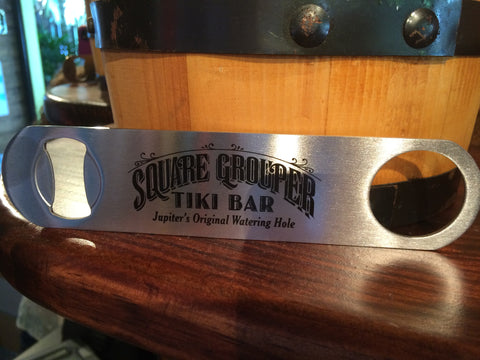 SQUARE GROUPER
TIKI BAR
Jupiter's Original Watering Hole